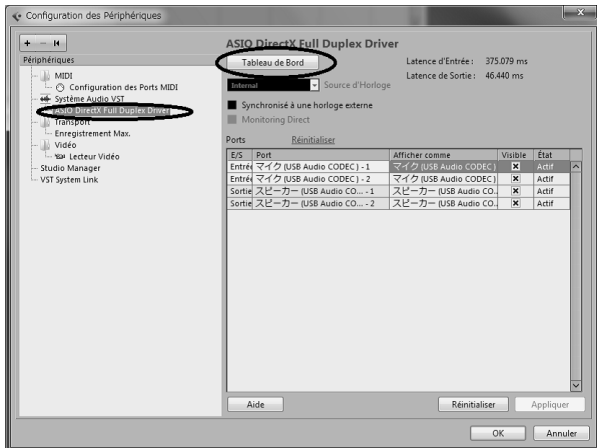 Configuration des Périphériques
Périphériques
MIDI
Configuration des Ports MIDI
Système Audio VST
ASIO DirectX Full Duplex Driver
Transport
Enregistrement Max.
Vidéo
Lecteur Vidéo
Studio Manager
VST System Link
ASIO DirectX Full Duplex Driver
Tableau de Bord
Latence d'Entrée : 375.079 ms
Latence de Sortie : 46.440 ms
Internal Source d'Horloge
Synchronisé à une horloge externe
Monitoring Direct
Ports Réinitialiser
E/S Port Afficher comme Visible État
Entrée マイク (USB Audio CODEC) - 1 マイク (USB Audio CODEC) Actif
Entrée マイク (USB Audio CODEC) - 2 マイク (USB Audio CODEC) Actif
Sortie スピーカー (USB Audio CO... - 1 スピーカー (USB Audio CO... Actif
Sortie スピーカー (USB Audio CO... - 2 スピーカー (USB Audio CO... Actif
Aide Réinitialiser Appliquer
OK Annuler